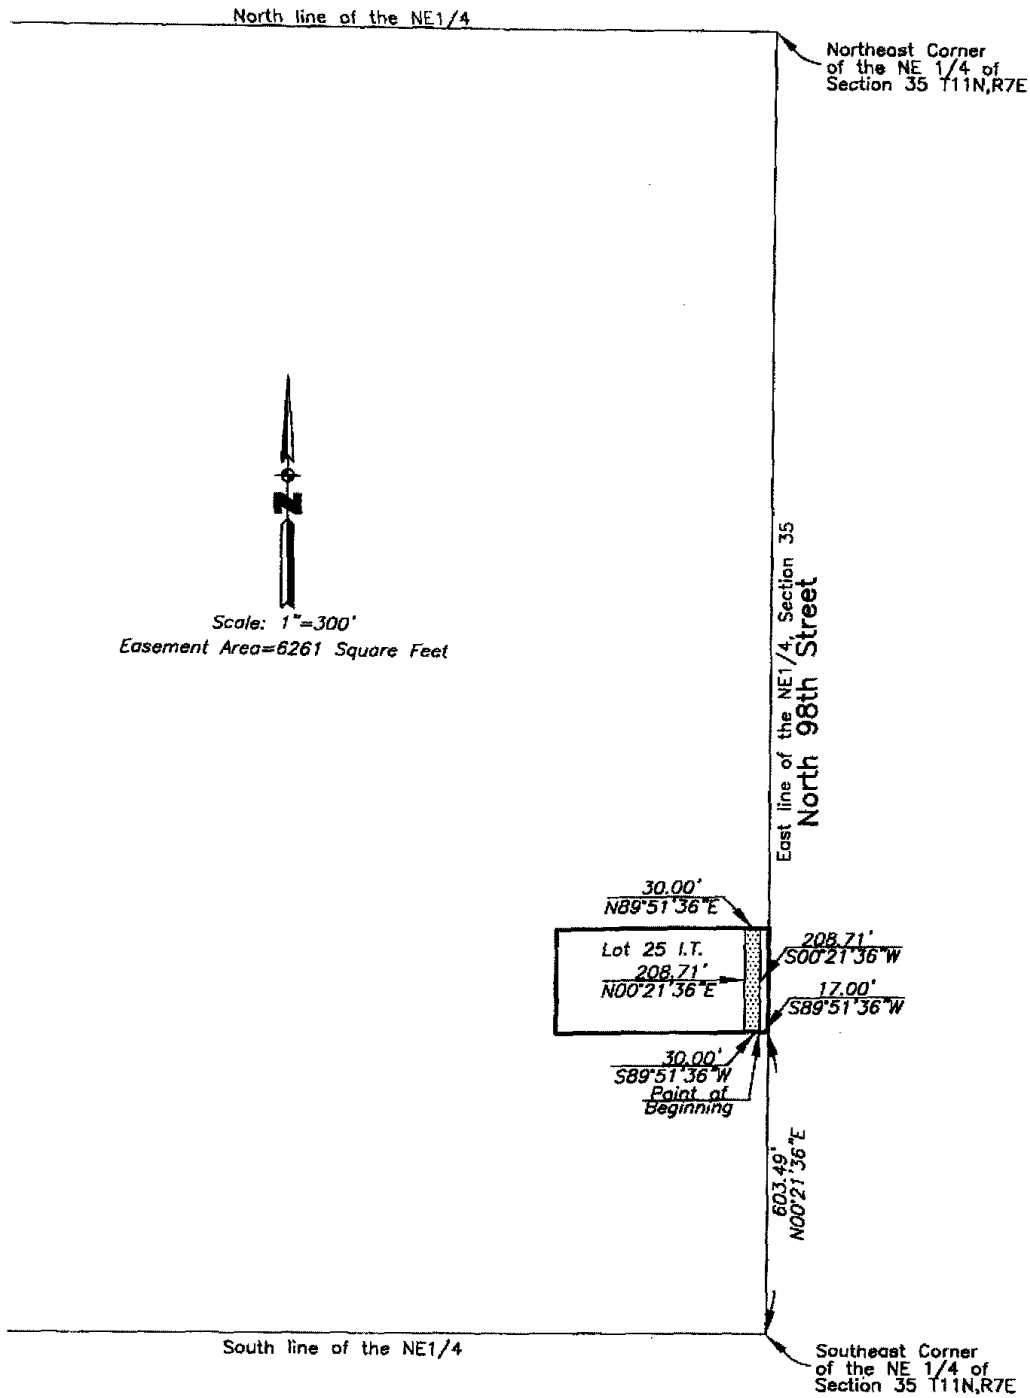 North line of the NE1/4
Northeast Corner
of the NE 1/4 of
Section 35 T11N,R7E
N
Scale: 1"=300'
Easement Area=6261 Square Feet
East line of the NE1/4, Section 35
North 98th Street
30.00'
N89°51'36"E
Lot 25 I.T.
208.71'
N00°21'36"E
208.71'
S00°21'36"W
17.00'
S89°51'36"W
30.00'
S89°51'36"W
Point of
Beginning
603.49'
N00°21'36"E
South line of the NE1/4
Southeast Corner
of the NE 1/4 of
Section 35 T11N,R7E